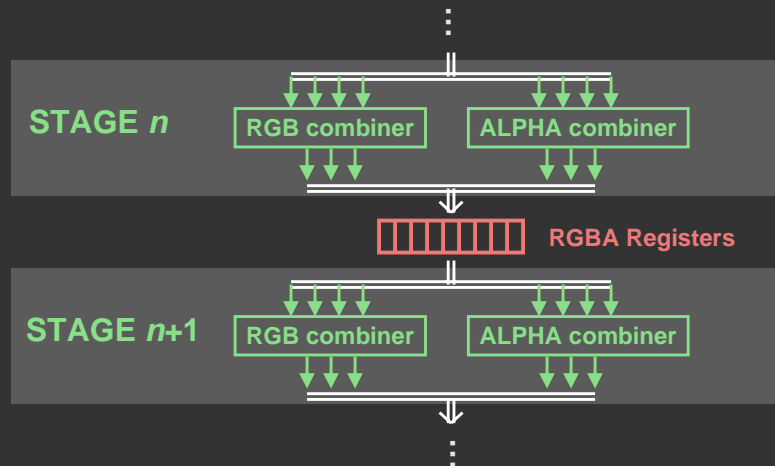 STAGE n
RGB combiner
ALPHA combiner
RGBA Registers
STAGE n+1
RGB combiner
ALPHA combiner